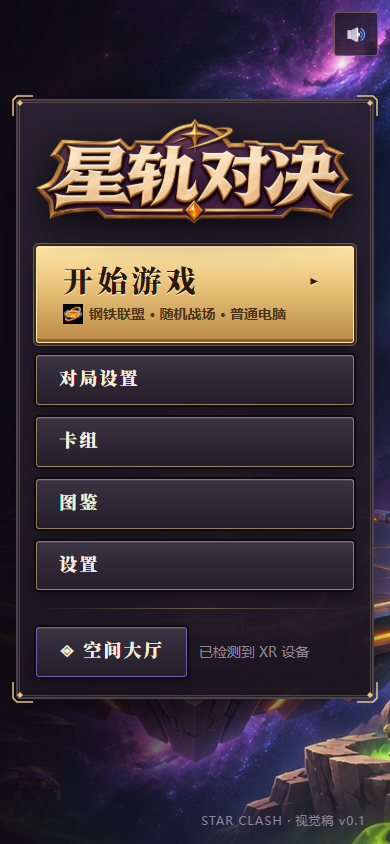 星轨对决
开始游戏
钢铁联盟 • 随机战场 • 普通电脑
对局设置
卡组
图鉴
设置
空间大厅
已检测到 XR 设备
STAR CLASH · 视觉稿 v0.1